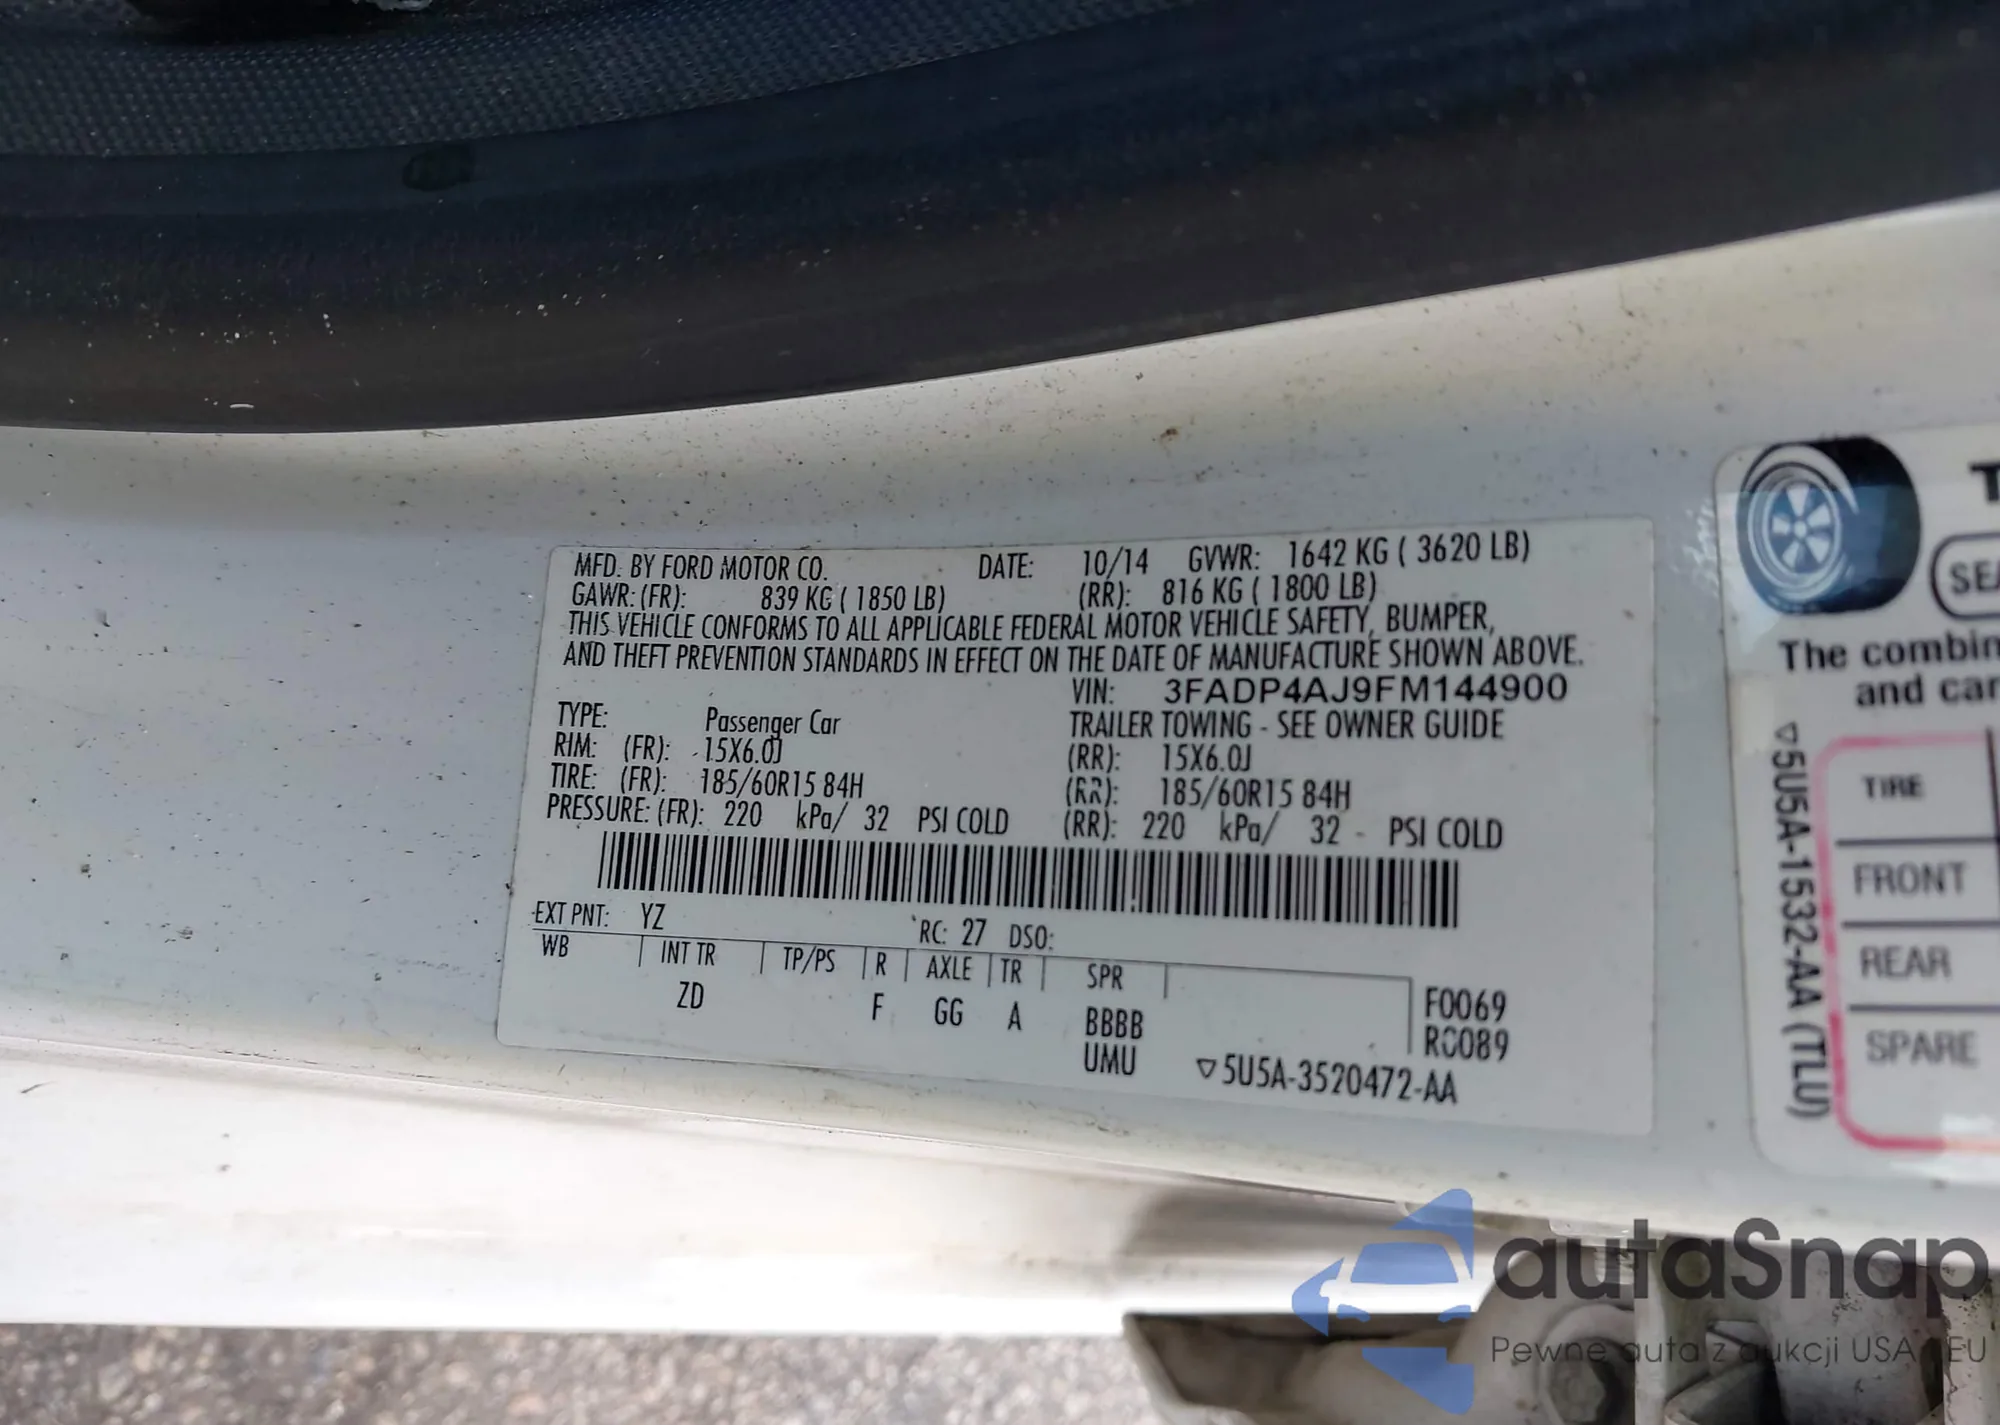 MFD. BY FORD MOTOR CO. DATE: 10/14 GVWR: 1642 KG ( 3620 LB)
GAWR: (FR): 839 KG ( 1850 LB) (RR): 816 KG ( 1800 LB)
THIS VEHICLE CONFORMS TO ALL APPLICABLE FEDERAL MOTOR VEHICLE SAFETY, BUMPER,
AND THEFT PREVENTION STANDARDS IN EFFECT ON THE DATE OF MANUFACTURE SHOWN ABOVE.
VIN: 3FADP4AJ9FM144900
TYPE: Passenger Car TRAILER TOWING - SEE OWNER GUIDE
RIM: (FR): 15X6.0J (RR): 15X6.0J
TIRE: (FR): 185/60R15 84H (RR): 185/60R15 84H
PRESSURE: (FR): 220 kPa/ 32 PSI COLD (RR): 220 kPa/ 32 PSI COLD
EXT PNT: YZ RC: 27 DSO:
WB INT TR TP/PS R AXLE TR SPR
ZD F GG A BBBB F0069
UMU R0089
▽5U5A-3520472-AA
The combin
and car
▽5U5A-1532-AA (TLU)
TIRE
FRONT
REAR
SPARE
autaSnap
Pewne auta z aukcji USA EU